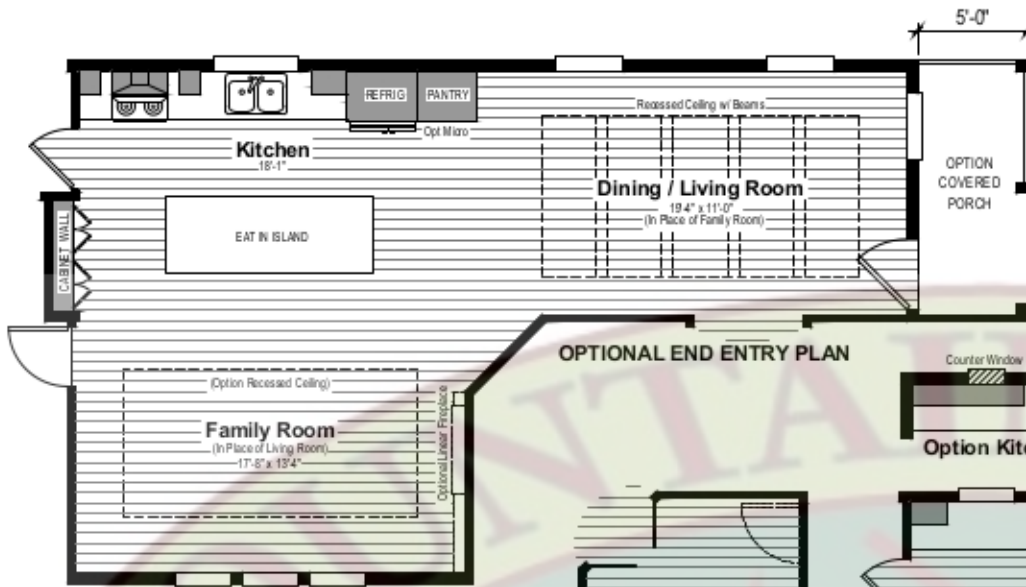 5'-0"
REFRIG
PANTRY
Opt Micro
Kitchen
18'-1"
EAT IN ISLAND
CABINET WALL
Recessed Ceiling w/ Beams
Dining / Living Room
19'4" x 11'-0"
(In Place of Family Room)
OPTION
COVERED
PORCH
OPTIONAL END ENTRY PLAN
Counter Window
(Option Recessed Ceiling)
Family Room
(In Place of Living Room)
17'-8" x 13'4"
Optional Linear Fireplace
Option Kit